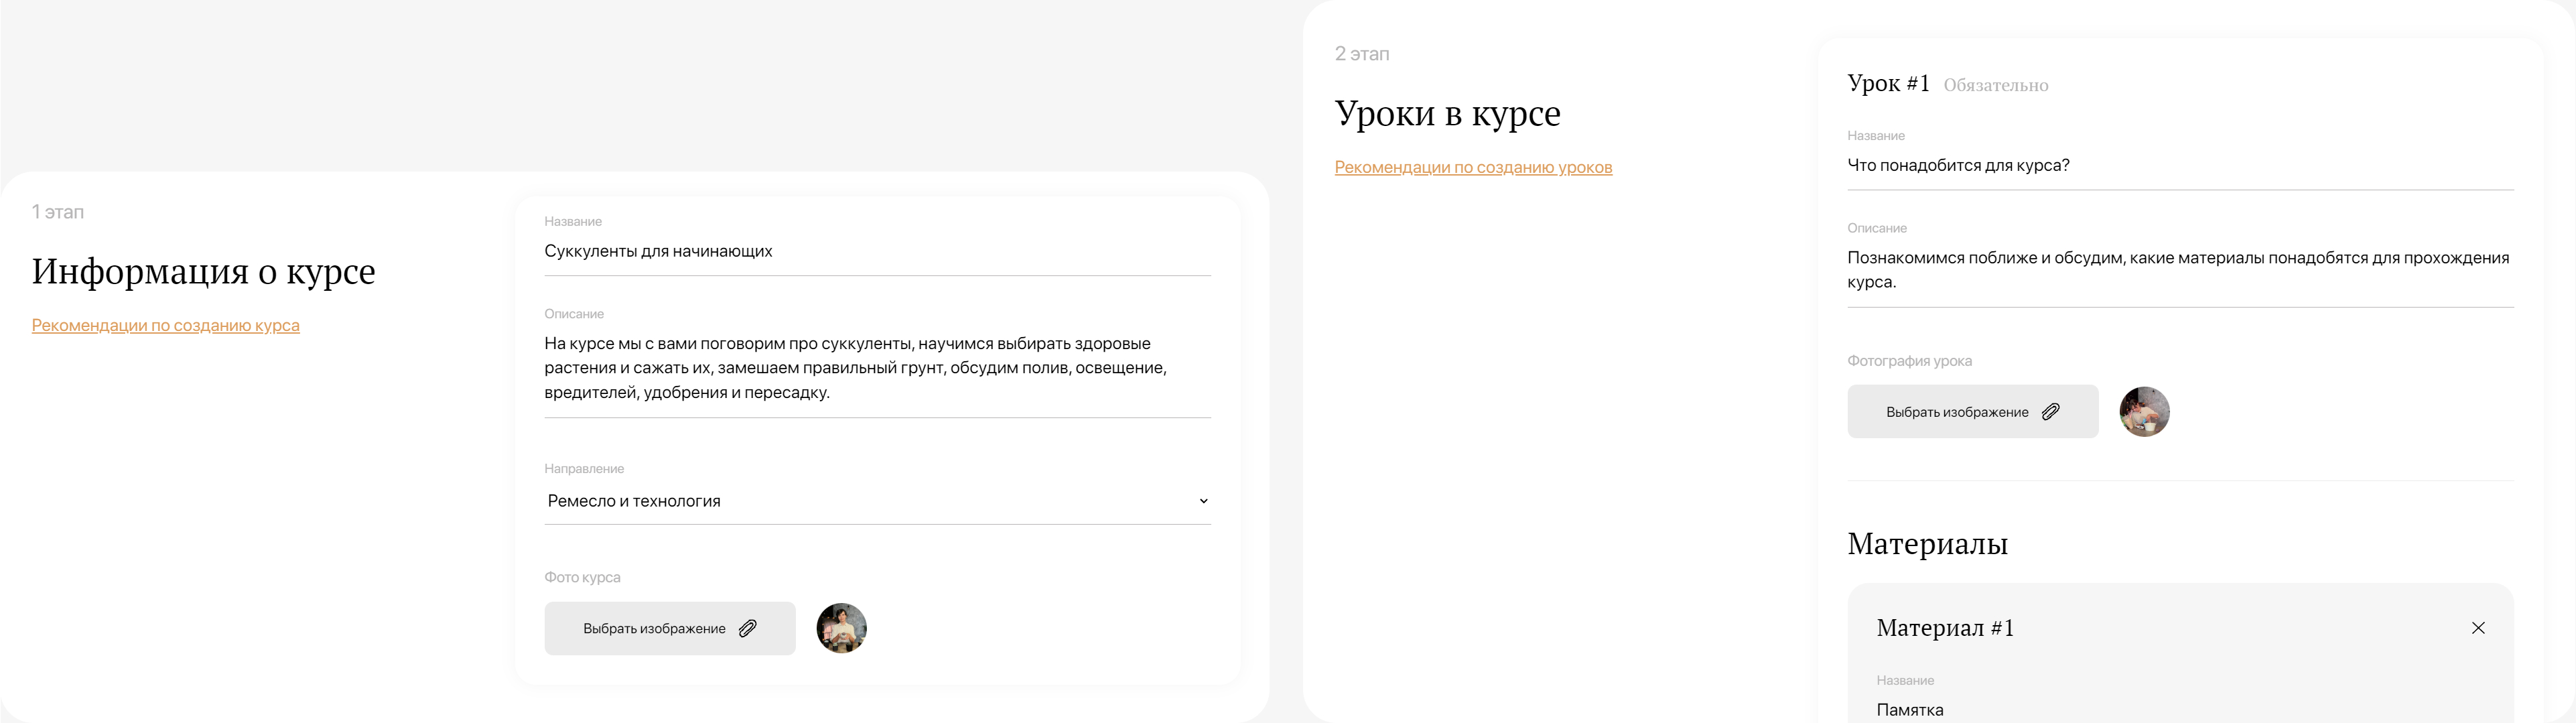 1 этап
Информация о курсе
Рекомендации по созданию курса
Название
Суккуленты для начинающих
Описание
На курсе мы с вами поговорим про суккуленты, научимся выбирать здоровые
растения и сажать их, замешаем правильный грунт, обсудим полив, освещение,
вредителей, удобрения и пересадку.
Направление
Ремесло и технология
Фото курса
Выбрать изображение
2 этап
Уроки в курсе
Рекомендации по созданию уроков
Урок #1 Обязательно
Название
Что понадобится для курса?
Описание
Познакомимся поближе и обсудим, какие материалы понадобятся для прохождения
курса.
Фотография урока
Выбрать изображение
Материалы
Материал #1
Название
Памятка